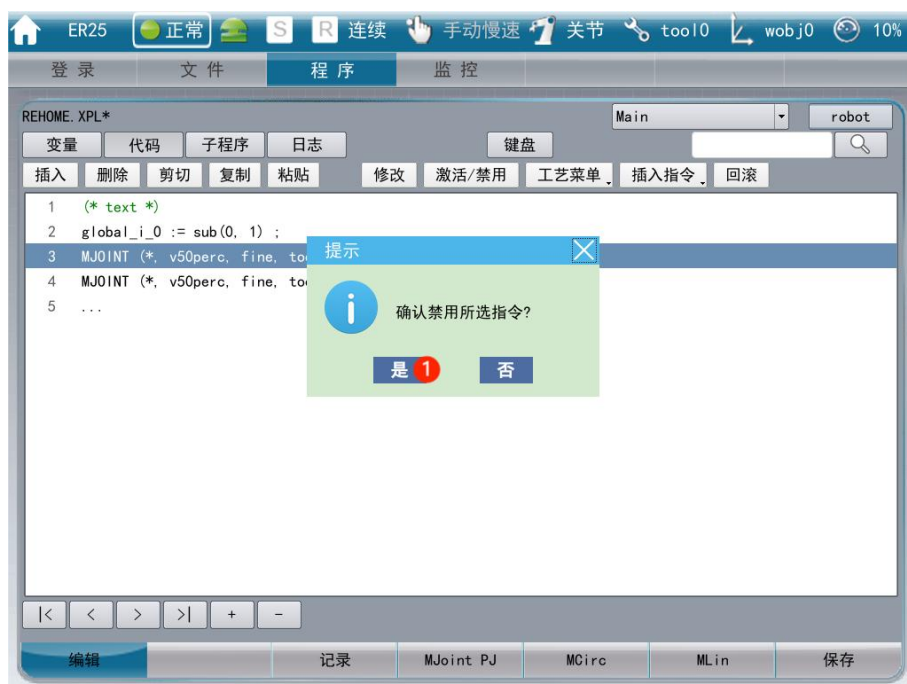 ER25 正常 S R 连续 手动慢速 关节 tool0 wobj0 10%
登录 文件 程序 监控
REHOME.XPL* Main robot
变量 代码 子程序 日志 键盘
插入 删除 剪切 复制 粘贴 修改 激活/禁用 工艺菜单 插入指令 回滚
1 (* text *)
2 global_i_0 := sub(0, 1) ;
3 MJOINT (*, v50perc, fine, too
4 MJOINT (*, v50perc, fine, too
5 ...
提示
确认禁用所选指令?
是 1 否
|< < > >| + -
编辑 记录 MJoint PJ MCirc MLin 保存